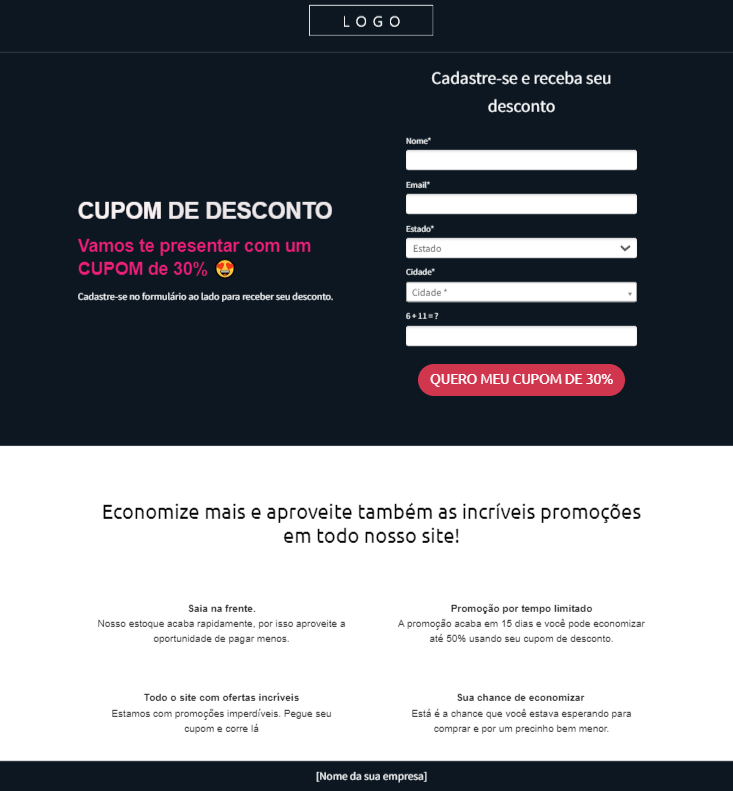 LOGO
CUPOM DE DESCONTO
Vamos te presentar com um
CUPOM de 30% 😍
Cadastre-se no formulário ao lado para receber seu desconto.
Cadastre-se e receba seu
desconto
Nome*
Email*
Estado*
Estado
Cidade*
Cidade *
6 + 11 = ?
QUERO MEU CUPOM DE 30%
Economize mais e aproveite também as incríveis promoções
em todo nosso site!
Saia na frente.
Nosso estoque acaba rapidamente, por isso aproveite a
oportunidade de pagar menos.
Promoção por tempo limitado
A promoção acaba em 15 dias e você pode economizar
até 50% usando seu cupom de desconto.
Todo o site com ofertas incríveis
Estamos com promoções imperdíveis. Pegue seu
cupom e corre lá
Sua chance de economizar
Está é a chance que você estava esperando para
comprar e por um precinho bem menor.
[Nome da sua empresa]